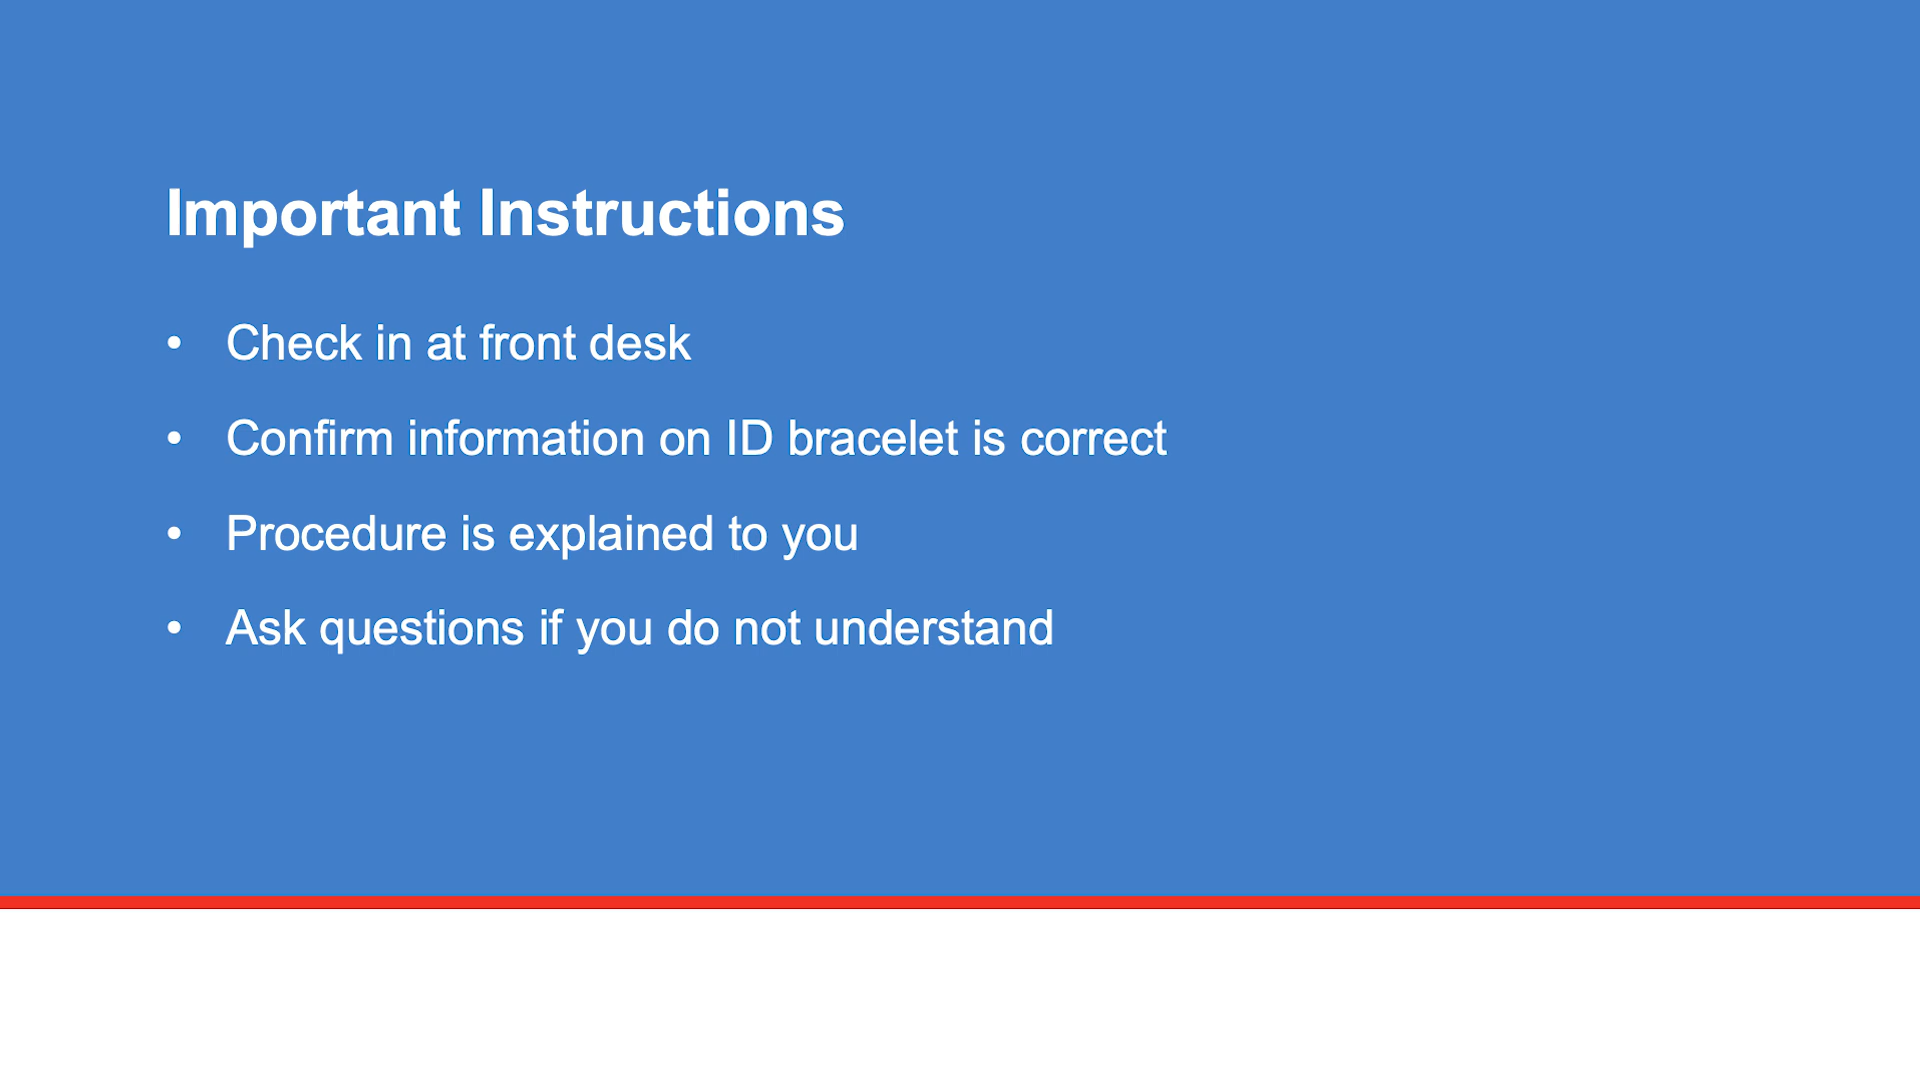 Important Instructions
• Check in at front desk
• Confirm information on ID bracelet is correct
• Procedure is explained to you
• Ask questions if you do not understand